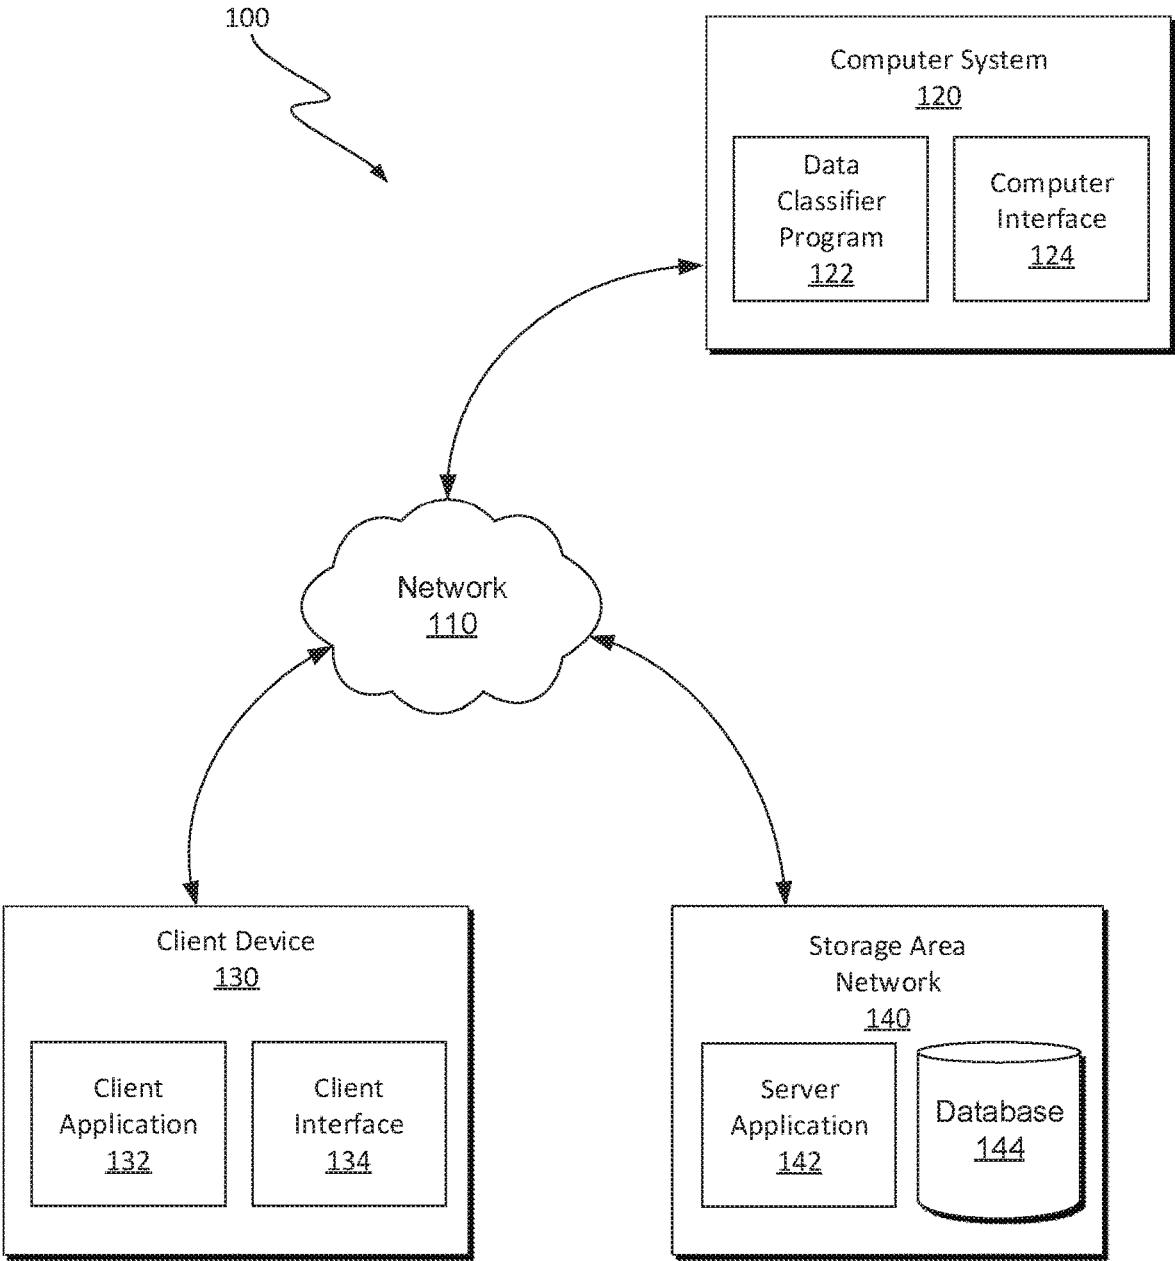 100
Computer System
120
Data
Classifier
Program
122
Computer
Interface
124
Network
110
Client Device
130
Client
Application
132
Client
Interface
134
Storage Area
Network
140
Server
Application
142
Database
144